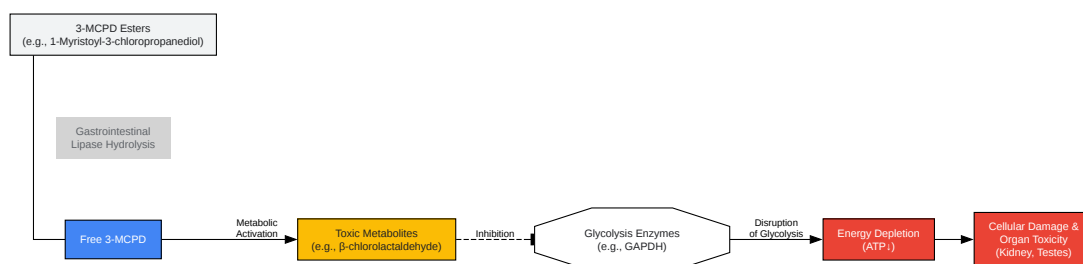 3-MCPD Esters
(e.g., 1-Myristoyl-3-chloropropanediol)
Gastrointestinal
Lipase Hydrolysis
Free 3-MCPD
Metabolic
Activation
Toxic Metabolites
(e.g., β-chlorolactaldehyde)
Inhibition
Glycolysis Enzymes
(e.g., GAPDH)
Disruption
of Glycolysis
Energy Depletion
(ATP↓)
Cellular Damage &
Organ Toxicity
(Kidney, Testes)